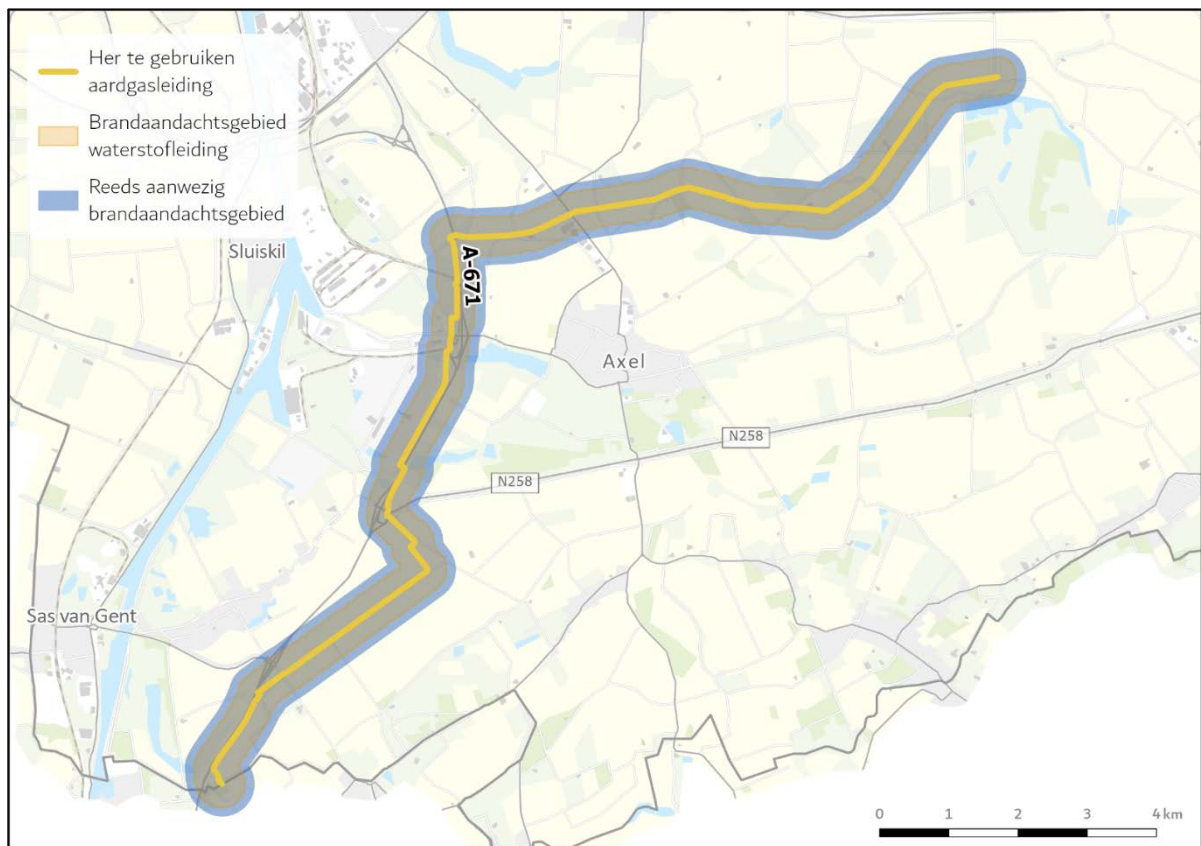 Her te gebruiken
aardgasleiding
Brandaandachtsgebied
waterstofleiding
Reeds aanwezig
brandaandachtsgebied
Sluiskil
A-671
Axel
N258
N258
Sas van Gent
0 1 2 3 4 km